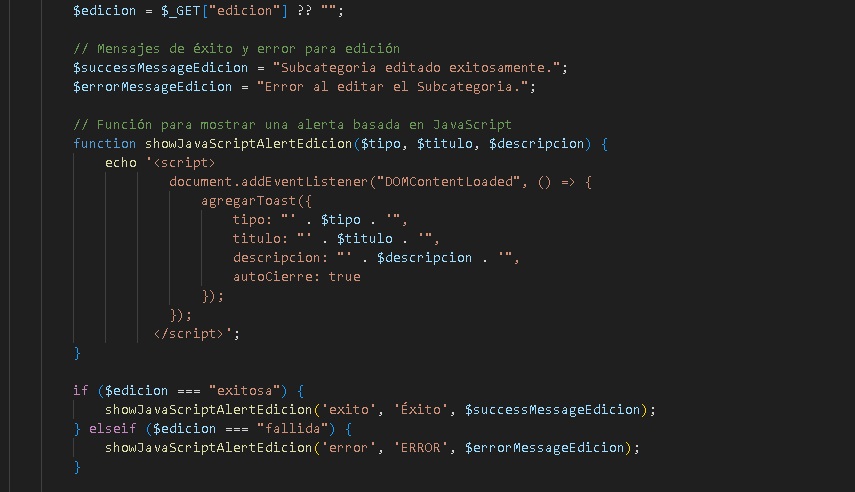 $edicion = $_GET["edicion"] ?? "";
// Mensajes de éxito y error para edición
$successMessageEdicion = "Subcategoria editado exitosamente.";
$errorMessageEdicion = "Error al editar el Subcategoria.";
// Función para mostrar una alerta basada en JavaScript
function showJavaScriptAlertEdicion($tipo, $titulo, $descripcion) {
echo '<script>
document.addEventListener("DOMContentLoaded", () => {
agregarToast({
tipo: "' . $tipo . '",
titulo: "' . $titulo . '",
descripcion: "' . $descripcion . '",
autoCierre: true
});
});
</script>';
}
if ($edicion === "exitosa") {
showJavaScriptAlertEdicion('exito', 'Éxito', $successMessageEdicion);
} elseif ($edicion === "fallida") {
showJavaScriptAlertEdicion('error', 'ERROR', $errorMessageEdicion);
}